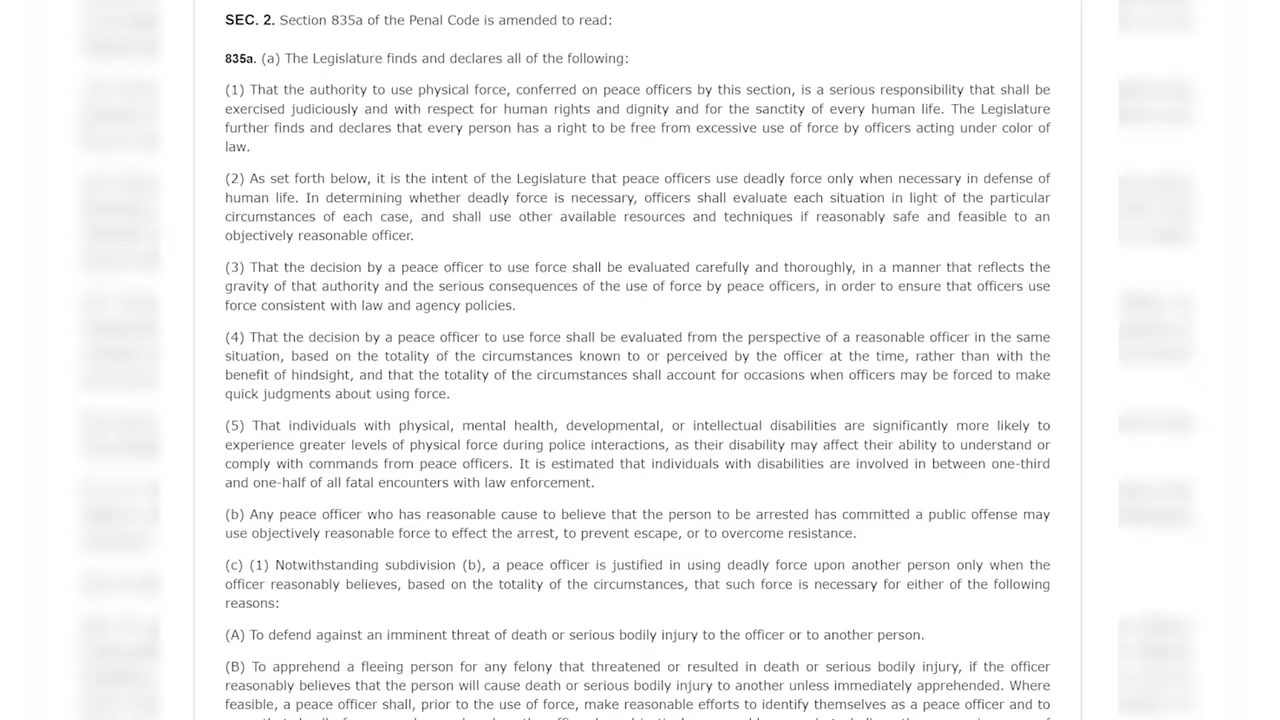 SEC. 2. Section 835a of the Penal Code is amended to read:
835a. (a) The Legislature finds and declares all of the following:
(1) That the authority to use physical force, conferred on peace officers by this section, is a serious responsibility that shall be
exercised judiciously and with respect for human rights and dignity and for the sanctity of every human life. The Legislature
further finds and declares that every person has a right to be free from excessive use of force by officers acting under color of
law.
(2) As set forth below, it is the intent of the Legislature that peace officers use deadly force only when necessary in defense of
human life. In determining whether deadly force is necessary, officers shall evaluate each situation in light of the particular
circumstances of each case, and shall use other available resources and techniques if reasonably safe and feasible to an
objectively reasonable officer.
(3) That the decision by a peace officer to use force shall be evaluated carefully and thoroughly, in a manner that reflects the
gravity of that authority and the serious consequences of the use of force by peace officers, in order to ensure that officers use
force consistent with law and agency policies.
(4) That the decision by a peace officer to use force shall be evaluated from the perspective of a reasonable officer in the same
situation, based on the totality of the circumstances known to or perceived by the officer at the time, rather than with the
benefit of hindsight, and that the totality of the circumstances shall account for occasions when officers may be forced to make
quick judgments about using force.
(5) That individuals with physical, mental health, developmental, or intellectual disabilities are significantly more likely to
experience greater levels of physical force during police interactions, as their disability may affect their ability to understand or
comply with commands from peace officers. It is estimated that individuals with disabilities are involved in between one-third
and one-half of all fatal encounters with law enforcement.
(b) Any peace officer who has reasonable cause to believe that the person to be arrested has committed a public offense may
use objectively reasonable force to effect the arrest, to prevent escape, or to overcome resistance.
(c) (1) Notwithstanding subdivision (b), a peace officer is justified in using deadly force upon another person only when the
officer reasonably believes, based on the totality of the circumstances, that such force is necessary for either of the following
reasons:
(A) To defend against an imminent threat of death or serious bodily injury to the officer or to another person.
(B) To apprehend a fleeing person for any felony that threatened or resulted in death or serious bodily injury, if the officer
reasonably believes that the person will cause death or serious bodily injury to another unless immediately apprehended. Where
feasible, a peace officer shall, prior to the use of force, make reasonable efforts to identify themselves as a peace officer and to